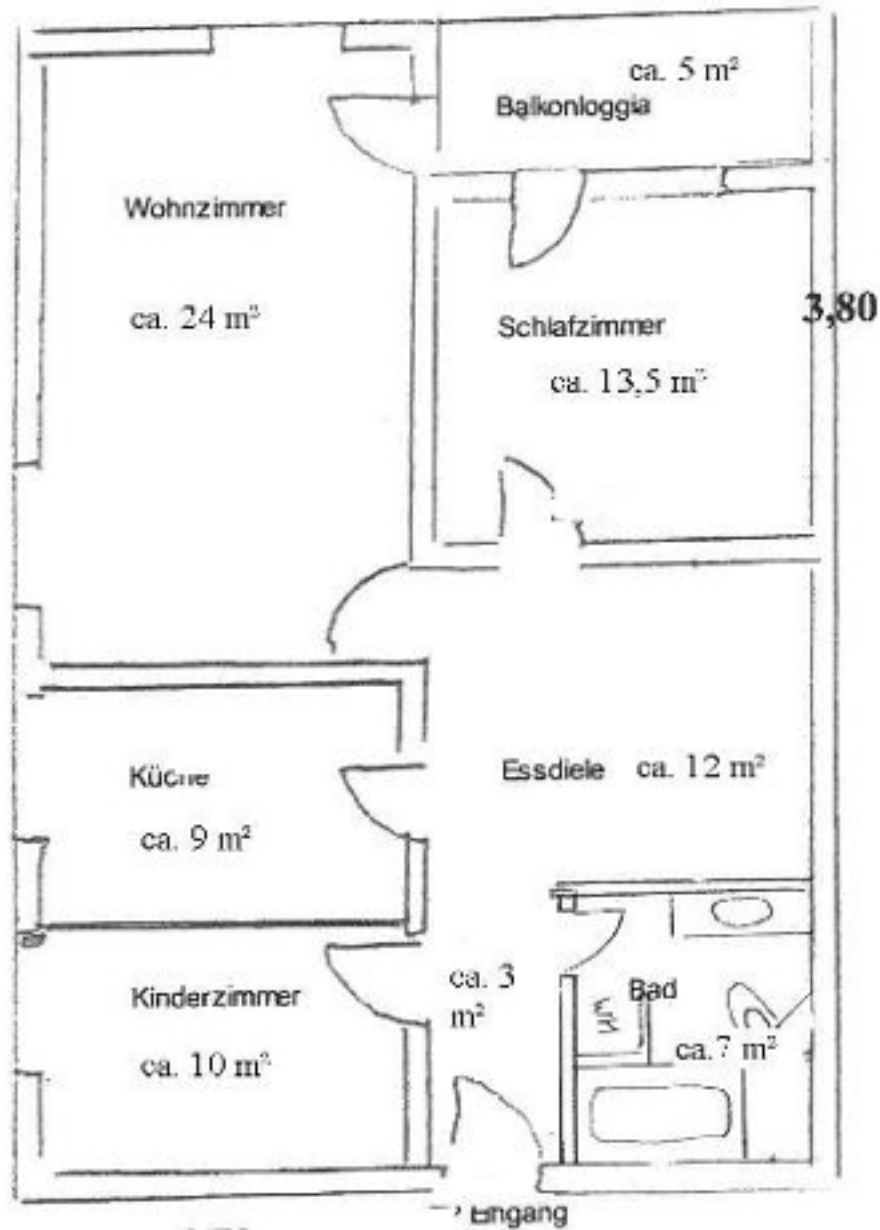 ca. 5 m²
Balkonloggia
Wohnzimmer
ca. 24 m²
3,80
Schlafzimmer
ca. 13,5 m²
Küche
ca. 9 m²
Essdiele ca. 12 m²
Kinderzimmer
ca. 10 m²
ca. 3
m²
Bad
ca.7 m²
Eingang